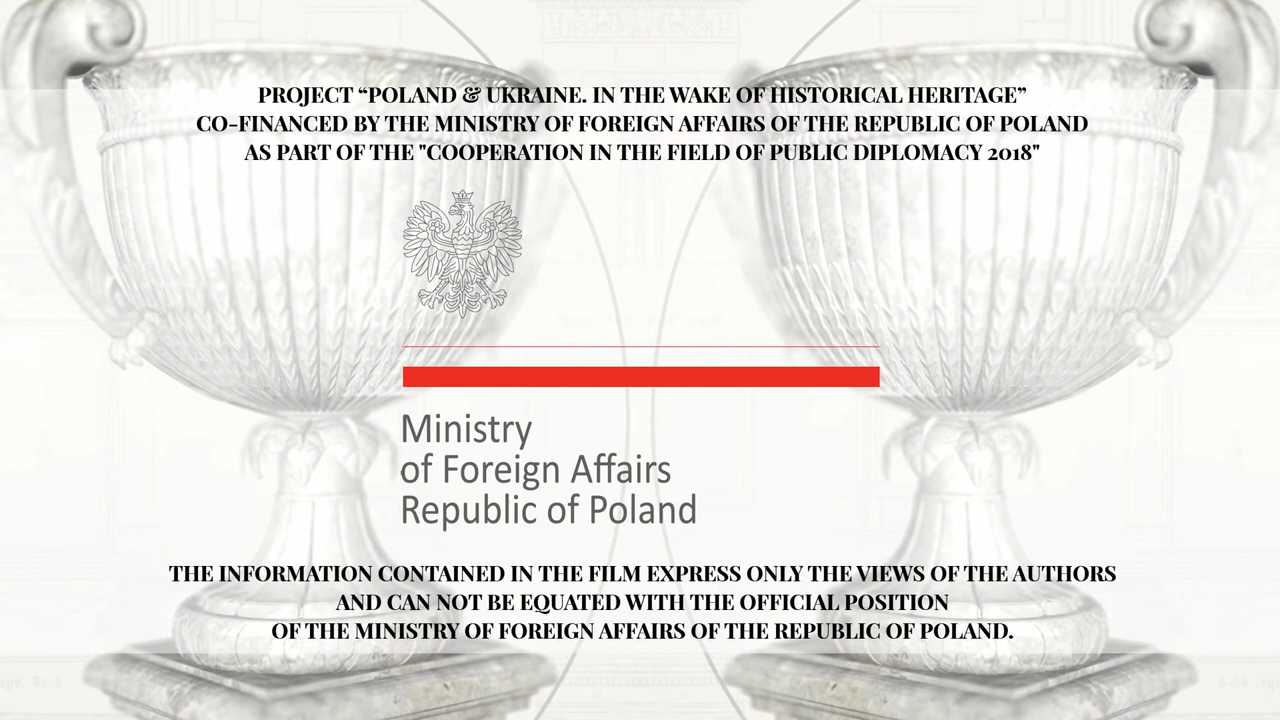 PROJECT “POLAND & UKRAINE. IN THE WAKE OF HISTORICAL HERITAGE”
CO-FINANCED BY THE MINISTRY OF FOREIGN AFFAIRS OF THE REPUBLIC OF POLAND
AS PART OF THE "COOPERATION IN THE FIELD OF PUBLIC DIPLOMACY 2018"
Ministry
of Foreign Affairs
Republic of Poland
THE INFORMATION CONTAINED IN THE FILM EXPRESS ONLY THE VIEWS OF THE AUTHORS
AND CAN NOT BE EQUATED WITH THE OFFICIAL POSITION
OF THE MINISTRY OF FOREIGN AFFAIRS OF THE REPUBLIC OF POLAND.